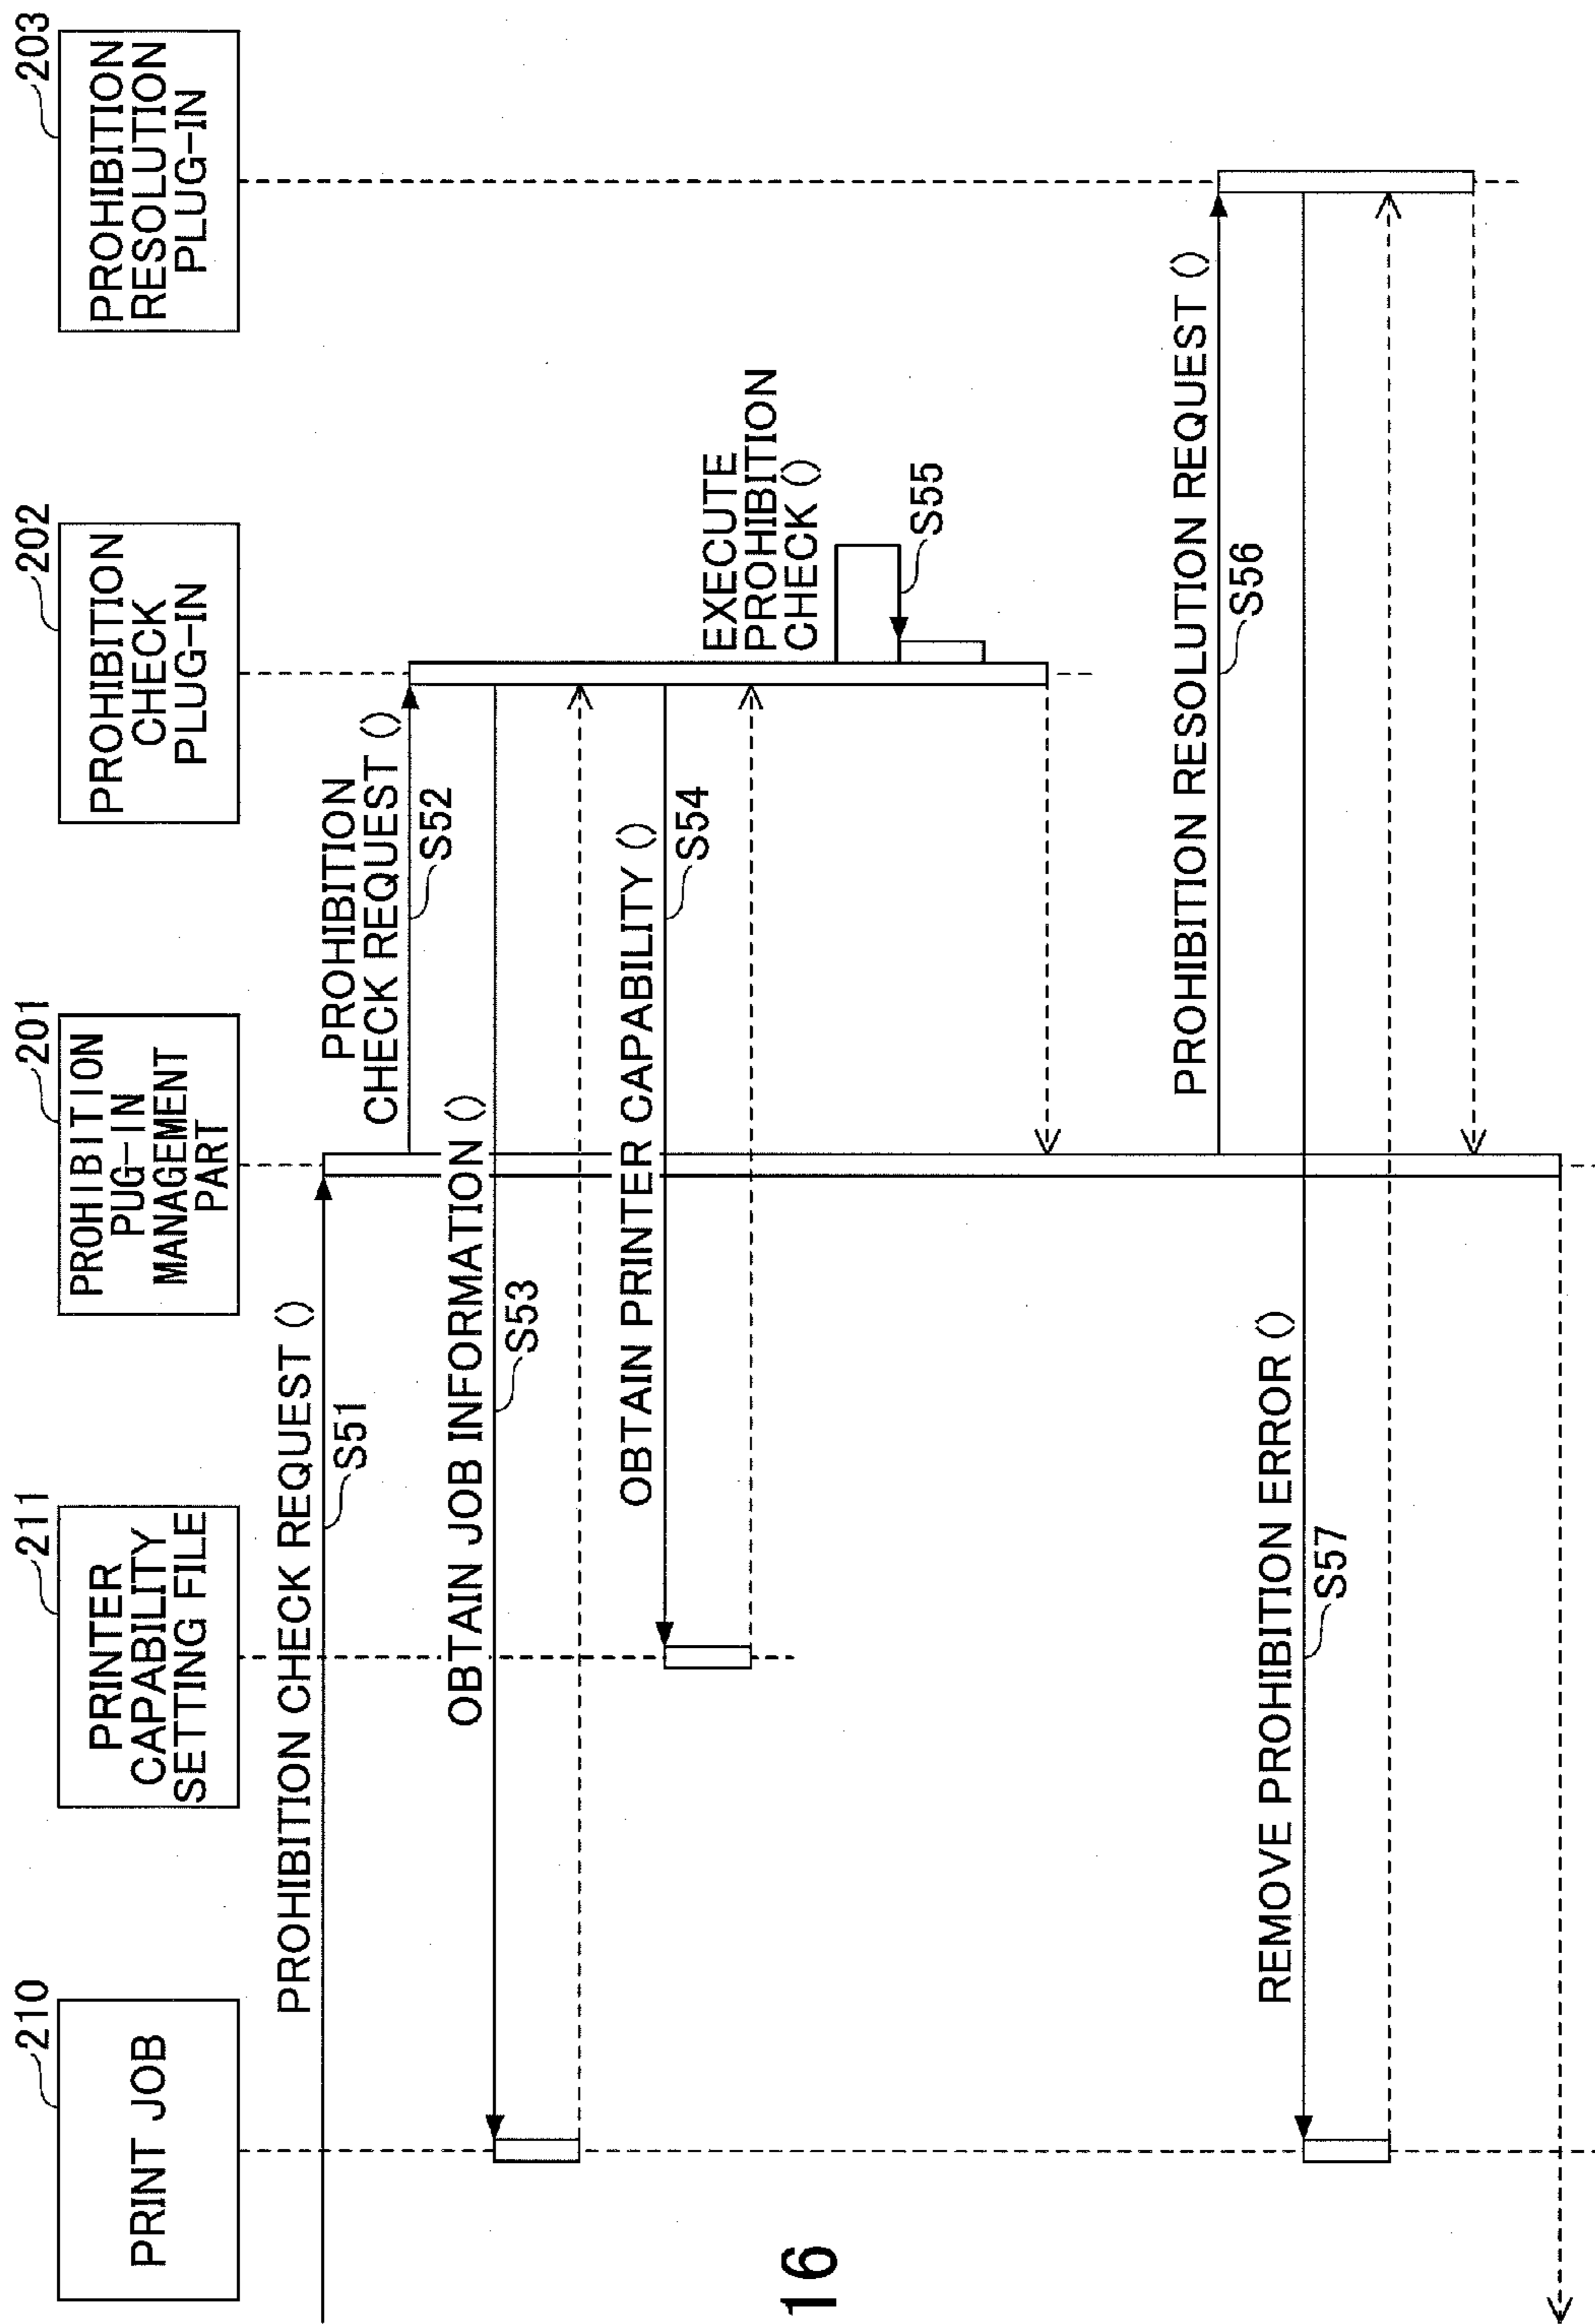 210
PRINT JOB
211
PRINTER
CAPABILITY
SETTING FILE
201
PROHIBITION
PUG-IN
MANAGEMENT
PART
202
PROHIBITION
CHECK
PLUG-IN
203
PROHIBITION
RESOLUTION
PLUG-IN
PROHIBITION CHECK REQUEST ()
S51
PROHIBITION
CHECK REQUEST ()
S52
OBTAIN JOB INFORMATION ()
S53
OBTAIN PRINTER CAPABILITY ()
S54
EXECUTE
PROHIBITION
CHECK ()
S55
PROHIBITION RESOLUTION REQUEST ()
S56
REMOVE PROHIBITION ERROR ()
S57
16